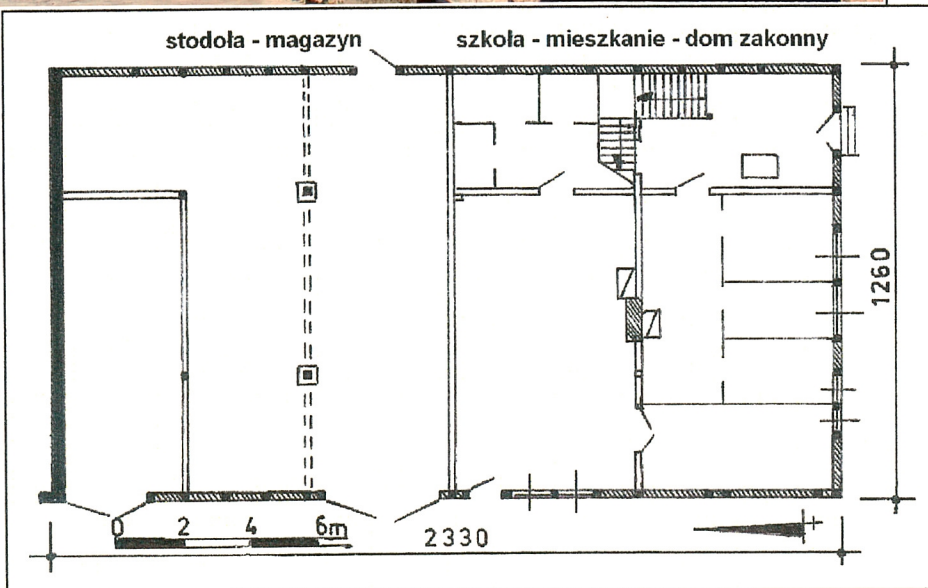 stodoła - magazyn
szkoła - mieszkanie - dom zakonny
1260
0 2 4 6m
2330